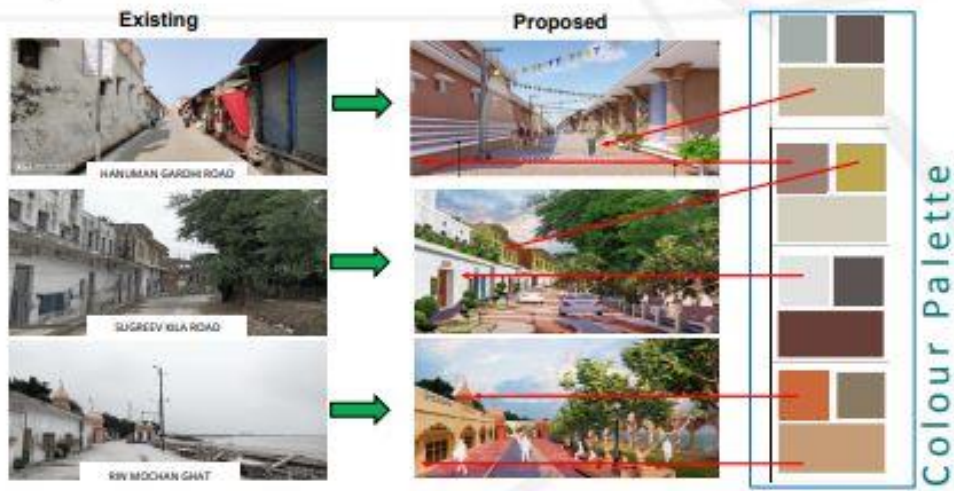 Existing
Proposed
HANUMAN GARDHI ROAD
SUGREEV KILA ROAD
RIN MOCHAN GHAT
Colour Palette